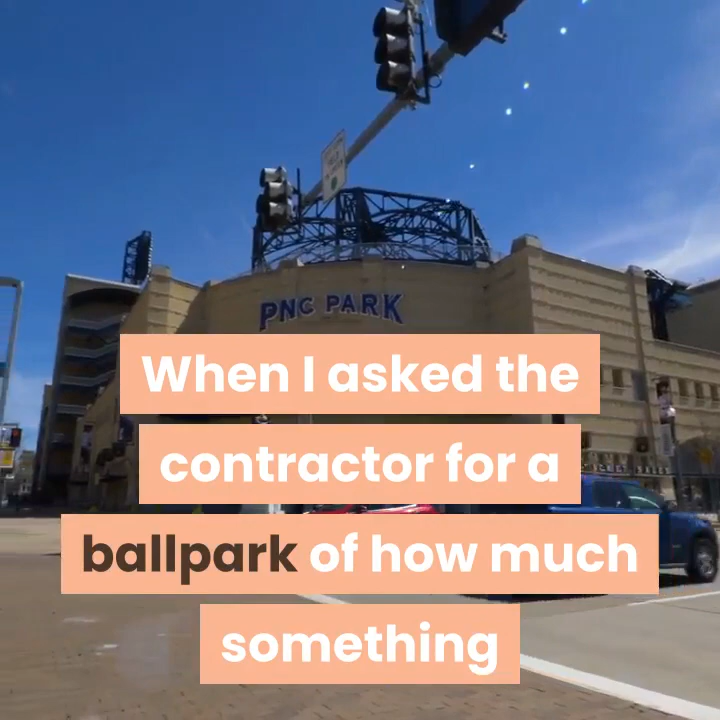 PNC PARK
When I asked the
contractor for a
ballpark of how much
something